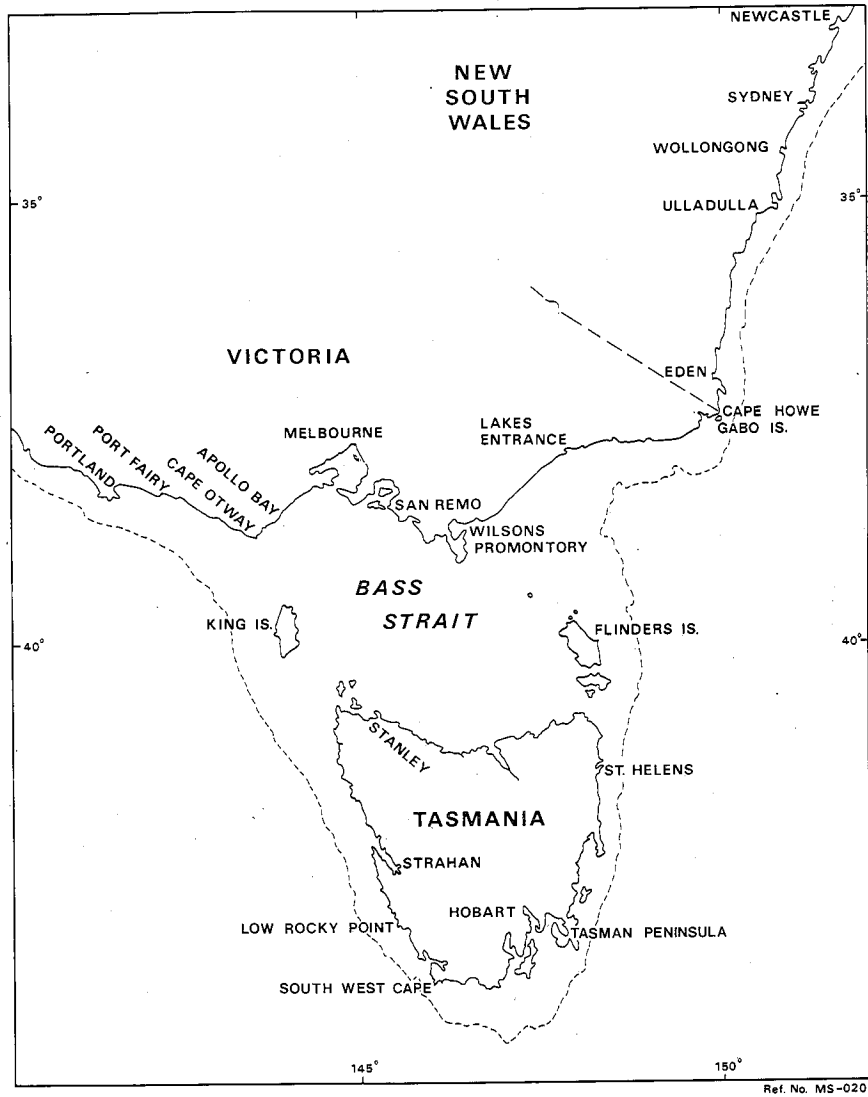 NEWCASTLE
NEW
SOUTH
WALES
SYDNEY
WOLLONGONG
35°
ULLADULLA
35°
VICTORIA
EDEN
CAPE HOWE
GABO IS.
LAKES
ENTRANCE
MELBOURNE
PORTLAND
PORT FAIRY
CAPE OTWAY
APOLLO BAY
SAN REMO
WILSONS
PROMONTORY
BASS
STRAIT
KING IS.
FLINDERS IS.
40°
40°
STANLEY
ST. HELENS
TASMANIA
STRAHAN
HOBART
LOW ROCKY POINT
TASMAN PENINSULA
SOUTH WEST CAPE
145°
150°
Ref. No. MS-020